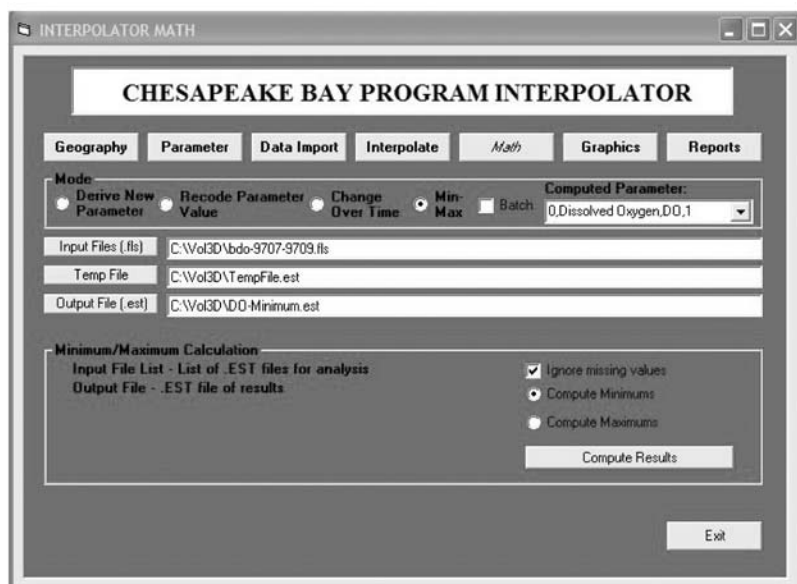 INTERPOLATOR MATH
CHESAPEAKE BAY PROGRAM INTERPOLATOR
Geography Parameter Data Import Interpolate Math Graphics Reports
Mode
Derive New Parameter
Recode Parameter Value
Change Over Time
Min-Max
Batch
Computed Parameter:
0,Dissolved Oxygen,DO,1
Input Files (.fls) C:\Vol3D\bdo-9707-9709.fls
Temp File C:\Vol3D\TempFile.est
Output File (.est) C:\Vol3D\DO-Minimum.est
Minimum/Maximum Calculation
Input File List - List of .EST files for analysis
Output File - .EST file of results
Ignore missing values
Compute Minimums
Compute Maximums
Compute Results
Exit